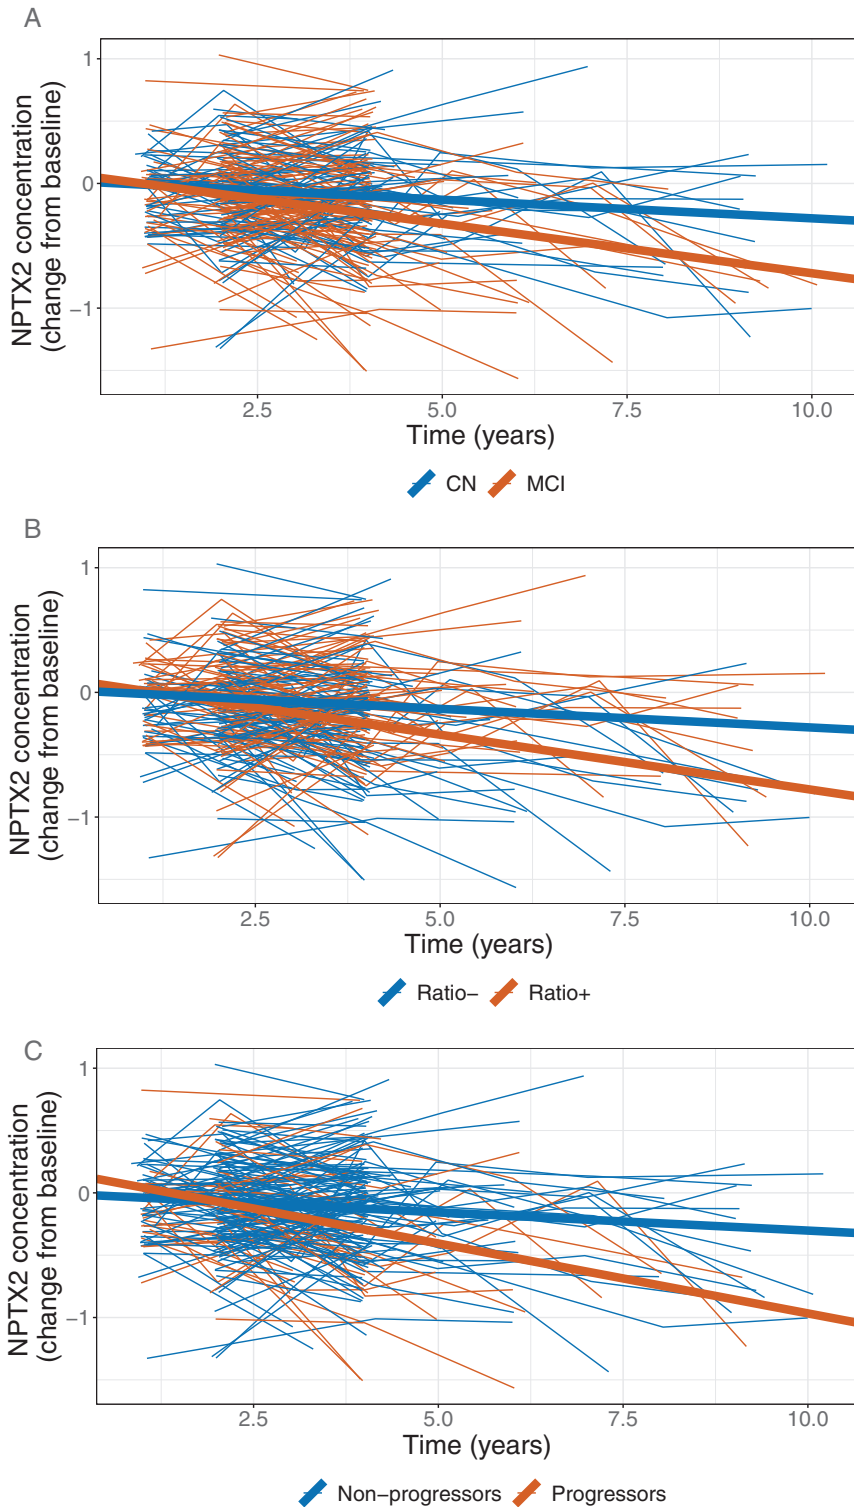 A
NPTX2 concentration
(change from baseline)
1
0
−1
2.5 5.0 7.5 10.0
Time (years)
CN MCI
B
NPTX2 concentration
(change from baseline)
1
0
−1
2.5 5.0 7.5 10.0
Time (years)
Ratio− Ratio+
C
NPTX2 concentration
(change from baseline)
1
0
−1
2.5 5.0 7.5 10.0
Time (years)
Non−progressors Progressors